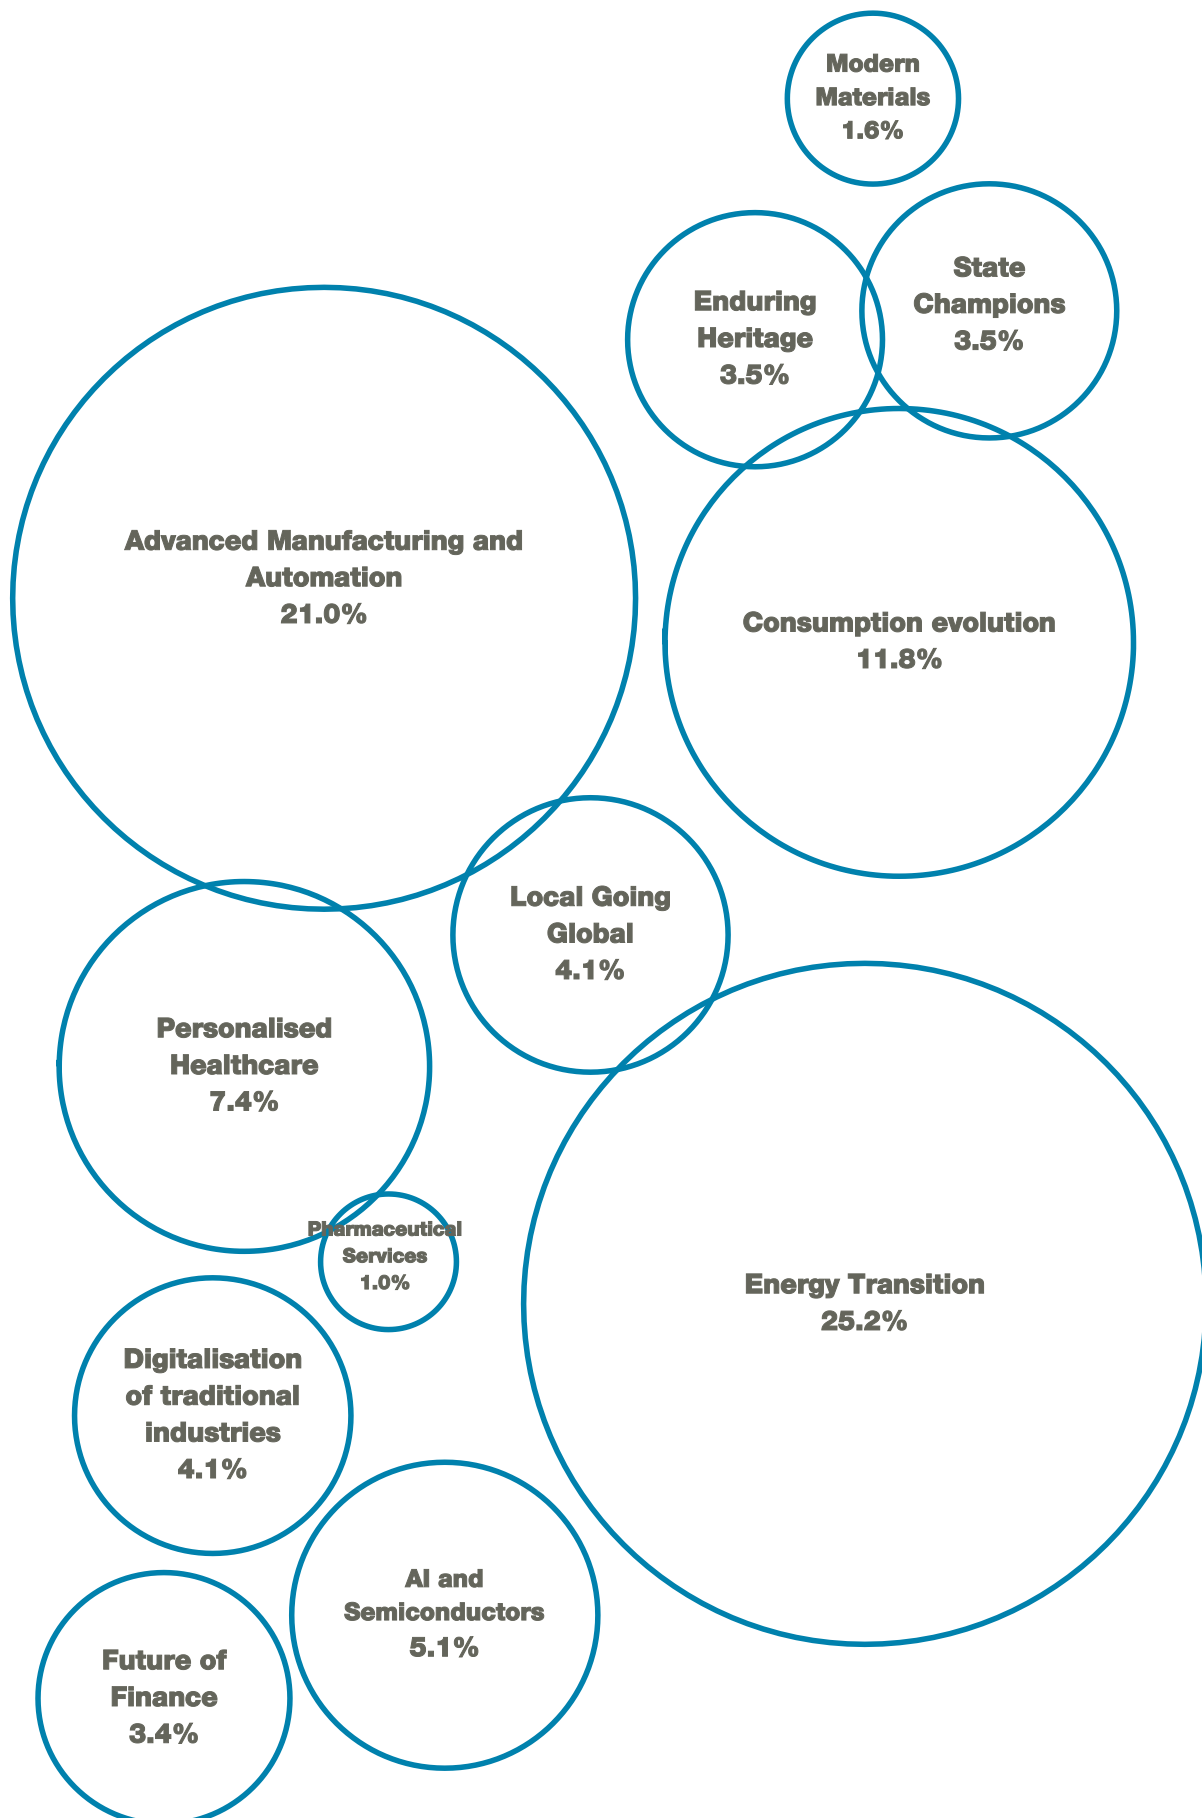 Modern
Materials
1.6%
State
Champions
3.5%
Enduring
Heritage
3.5%
Advanced Manufacturing and
Automation
21.0%
Consumption evolution
11.8%
Local Going
Global
4.1%
Personalised
Healthcare
7.4%
Pharmaceutical
Services
1.0%
Energy Transition
25.2%
Digitalisation
of traditional
industries
4.1%
AI and
Semiconductors
5.1%
Future of
Finance
3.4%